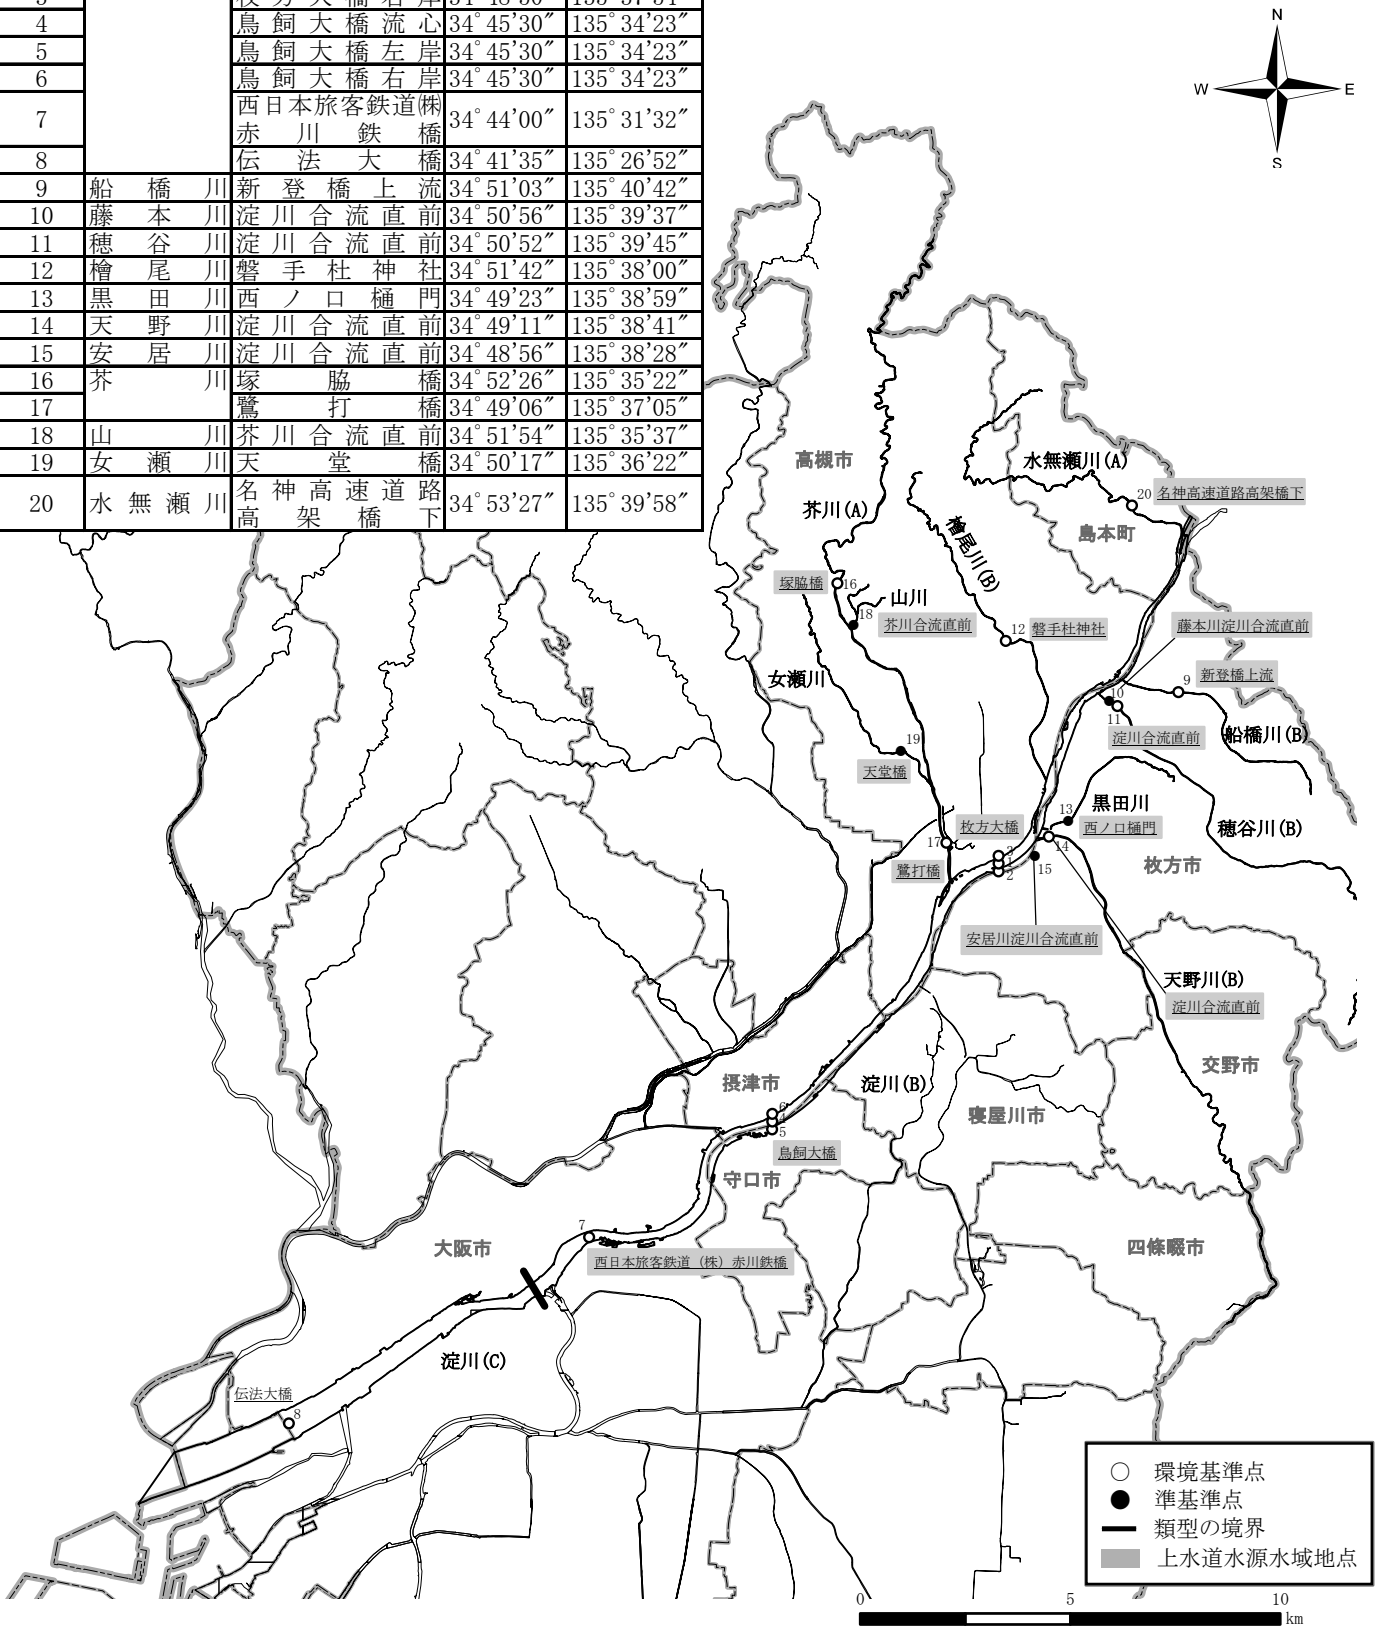 4 鳥飼大橋流心 34°45’30″ 135°34’23″
5 鳥飼大橋左岸 34°45’30″ 135°34’23″
6 鳥飼大橋右岸 34°45’30″ 135°34’23″
7 西日本旅客鉄道㈱
赤川鉄橋 34°44’00″ 135°31’32″
8 伝法大橋 34°41’35″ 135°26’52″
9 船橋川 新登橋上流 34°51’03″ 135°40’42″
10 藤本川 淀川合流直前 34°50’56″ 135°39’37″
11 穂谷川 淀川合流直前 34°50’52″ 135°39’45″
12 檜尾川 磐手杜神社 34°51’42″ 135°38’00″
13 黒田川 西ノ口樋門 34°49’23″ 135°38’59″
14 天野川 淀川合流直前 34°49’11″ 135°38’41″
15 安居川 淀川合流直前 34°48’56″ 135°38’28″
16 芥川 塚脇橋 34°52’26″ 135°35’22″
17 鷺打橋 34°49’06″ 135°37’05″
18 山川 芥川合流直前 34°51’54″ 135°35’37″
19 女瀬川 天堂橋 34°50’17″ 135°36’22″
20 水無瀬川 名神高速道路
高架橋下 34°53’27″ 135°39’58″
N
W
E
S
高槻市
水無瀬川(A)
20 名神高速道路高架橋下
芥川(A)
檜尾川(B)
島本町
塚脇橋
16
山川
18
芥川合流直前
12 磐手杜神社
藤本川淀川合流直前
女瀬川
9
新登橋上流
10
11
淀川合流直前
船橋川(B)
19
天堂橋
枚方大橋
13
黒田川
西ノ口樋門
穂谷川(B)
17
鷺打橋
3
1
2
14
15
枚方市
安居川淀川合流直前
天野川(B)
淀川合流直前
交野市
摂津市
淀川(B)
寝屋川市
6
4
5
鳥飼大橋
守口市
7
大阪市
西日本旅客鉄道（株）赤川鉄橋
四條畷市
淀川(C)
伝法大橋
8
環境基準点
準基準点
類型の境界
上水道水源水域地点
0
5
10
km